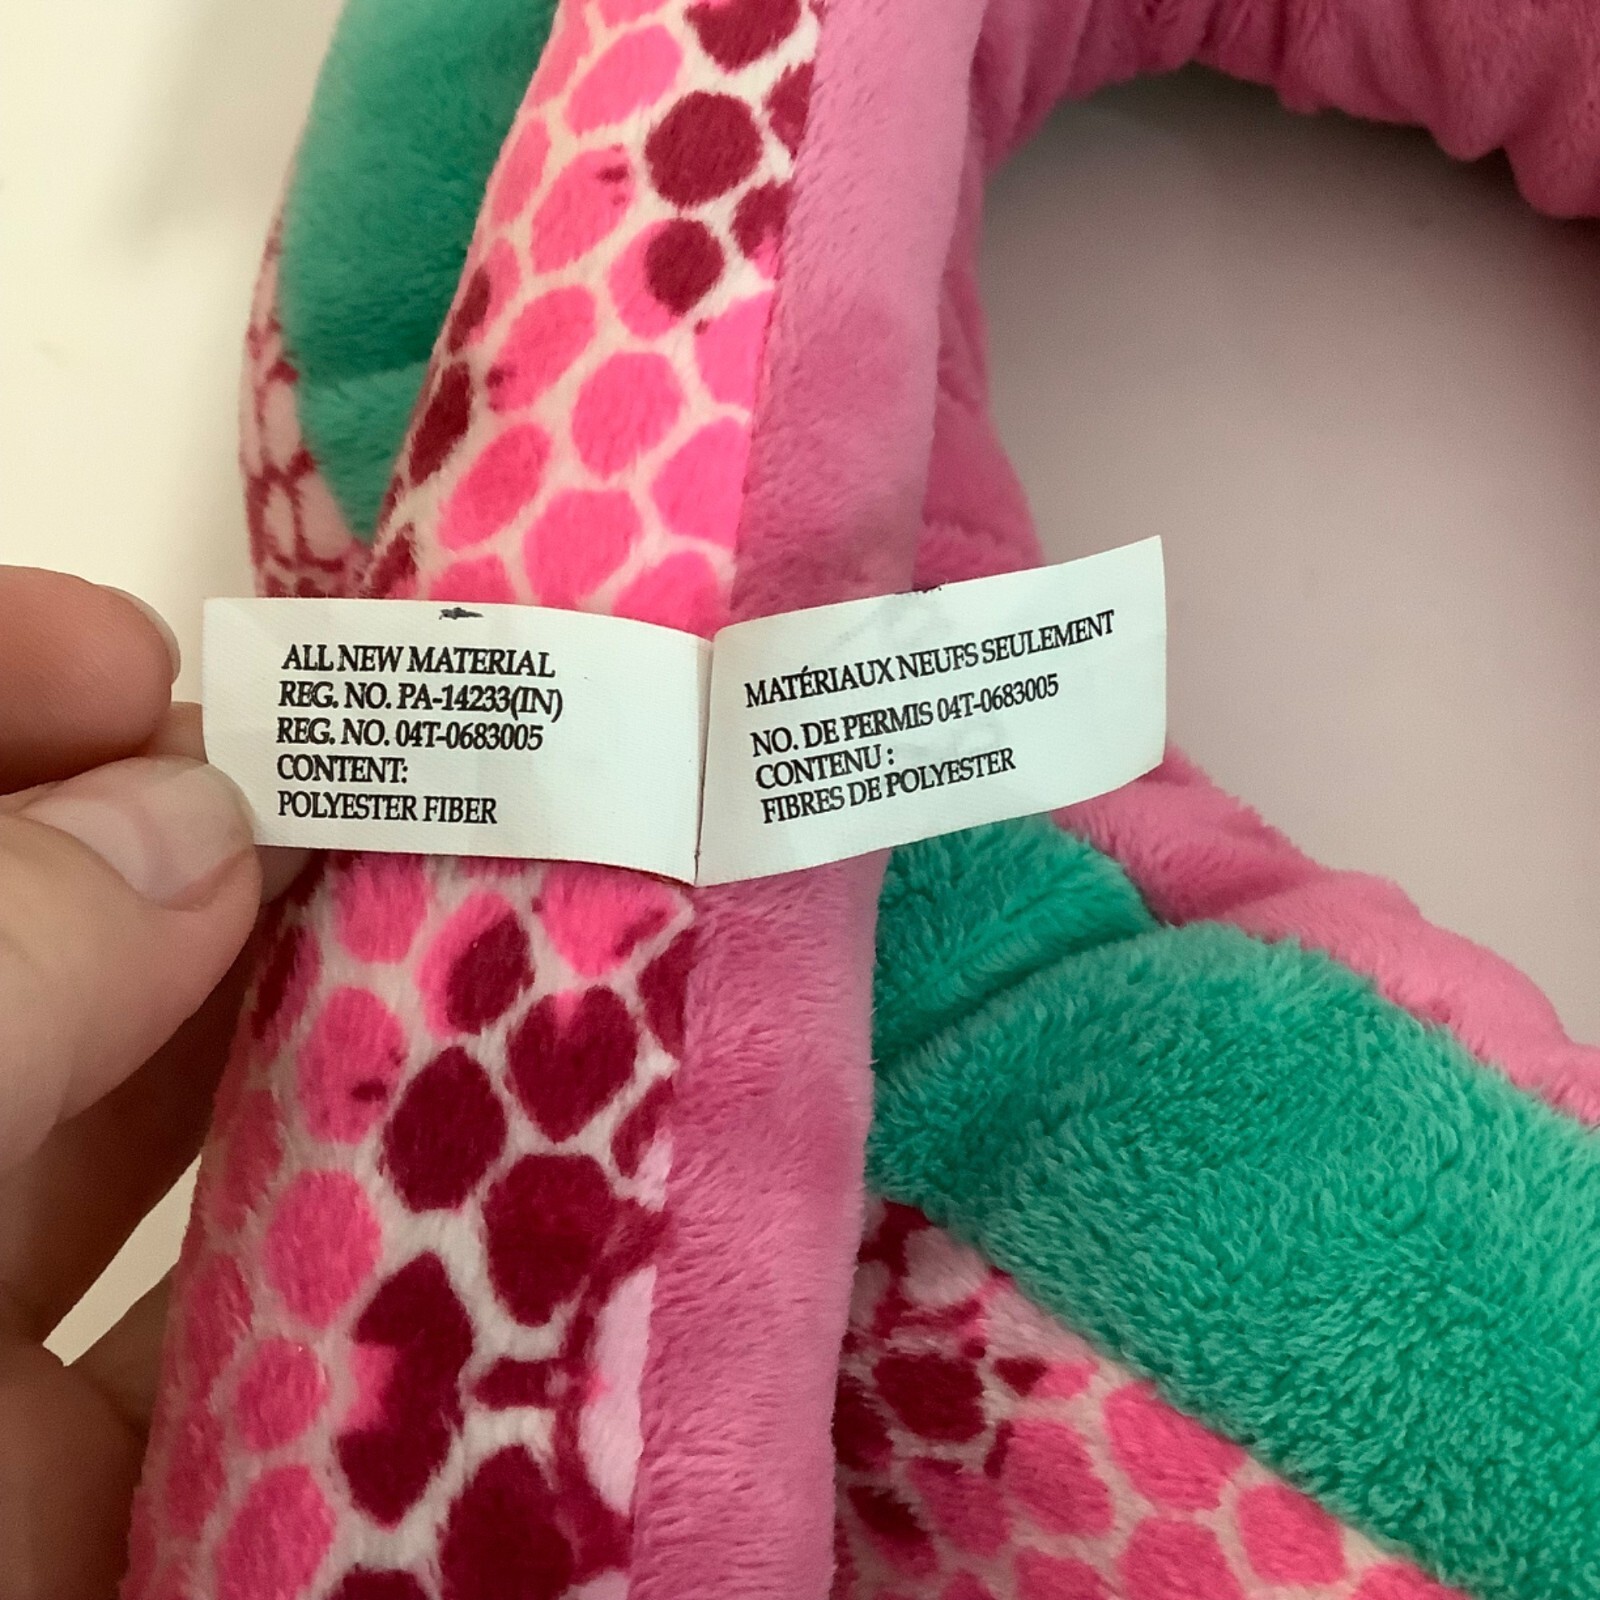 ALL NEW MATERIAL
REG. NO. PA-14233(IN)
REG. NO. 04T-0683005
CONTENT:
POLYESTER FIBER
MATÉRIAUX NEUFS SEULEMENT
NO. DE PERMIS 04T-0683005
CONTENU :
FIBRES DE POLYESTER